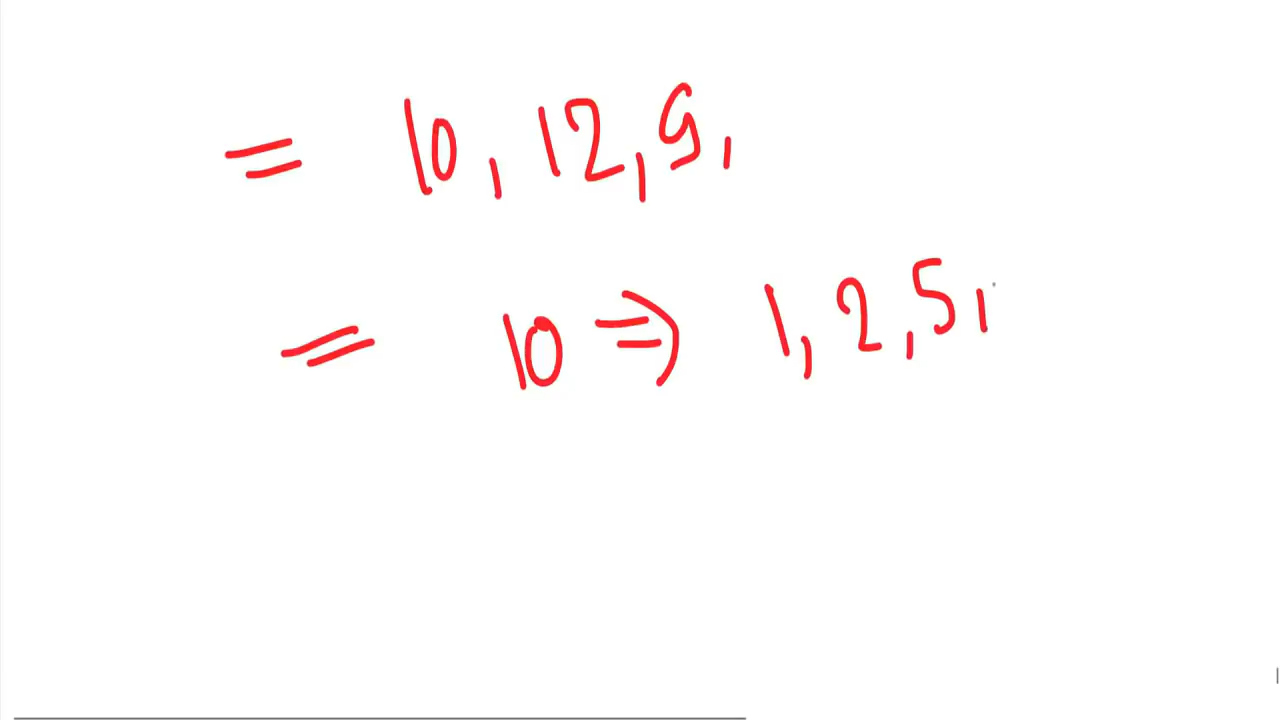 = 10, 12, 9,
= 10 ⇒ 1, 2, 5,